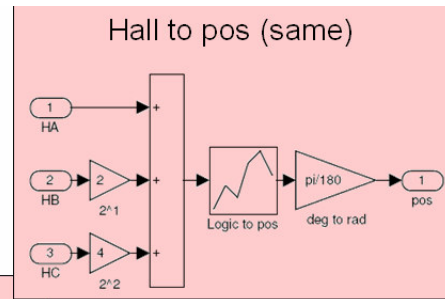 Hall to pos (same)
1
HA
+
2
HB
2
2^1
+
3
HC
4
2^2
+
Logic to pos
pi/180
deg to rad
1
pos